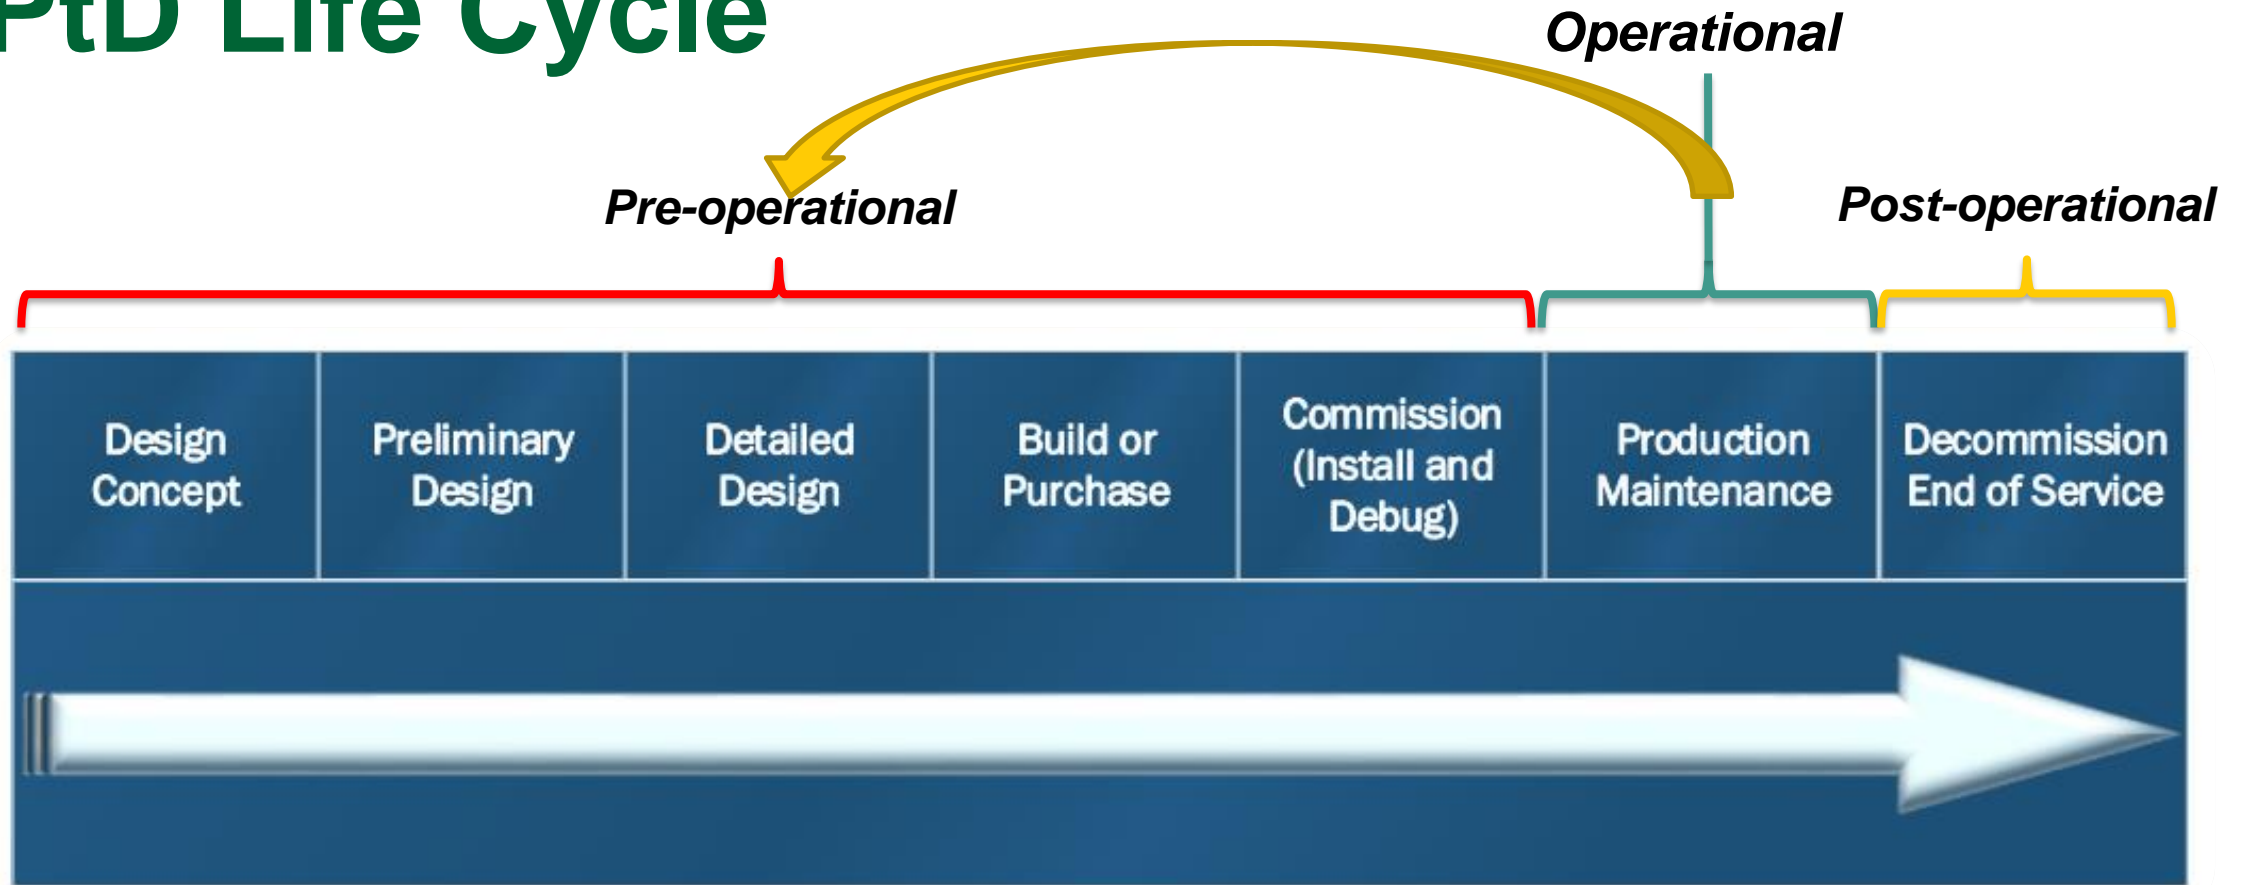 PtD Life Cycle
Operational
Pre-operational
Post-operational
Design
Concept
Preliminary
Design
Detailed
Design
Build or
Purchase
Commission
(Install and
Debug)
Production
Maintenance
Decommission
End of Service